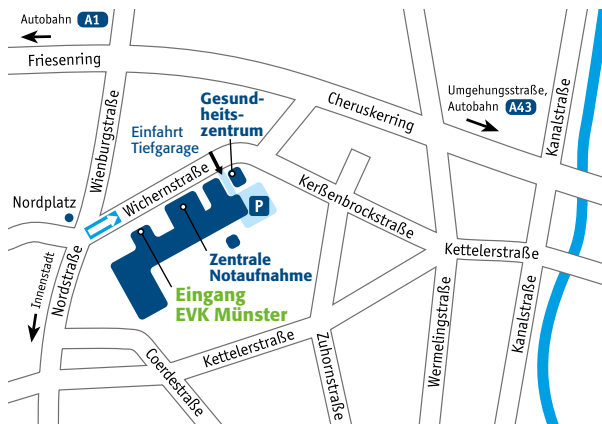 Autobahn A1
Friesenring
Umgehungsstraße,
Autobahn A43
Kanalstraße
Cheruskerring
Gesund-
heits-
zentrum
Einfahrt
Tiefgarage
Wienburgstraße
Wichernstraße
Kerßenbrockstraße
Nordplatz
P
Kettelerstraße
Zentrale
Notaufnahme
Innenstadt
Nordstraße
Eingang
EVK Münster
Kettelerstraße
Coerdestraße
Zuhornstraße
Wermelingstraße
Kanalstraße